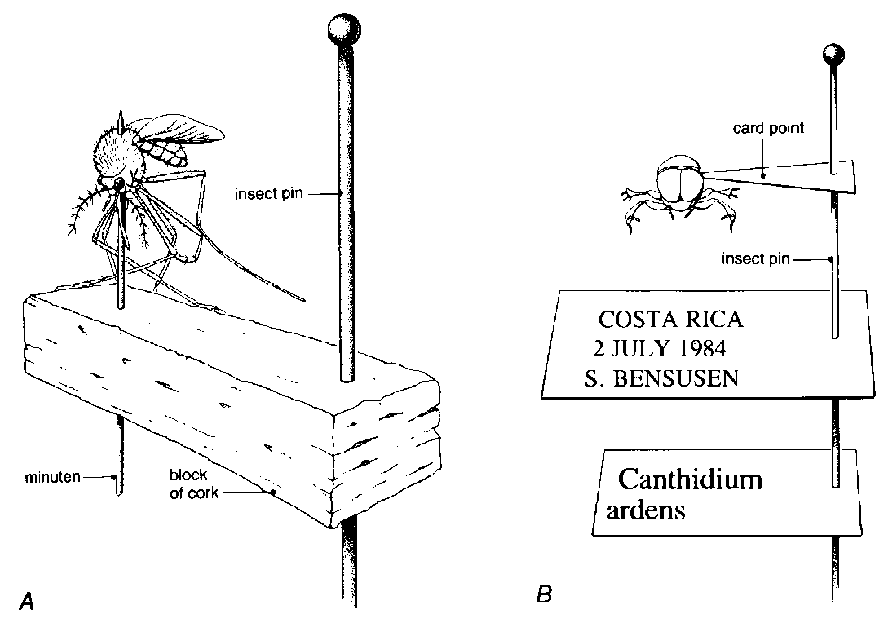 insect pin
minuten
block
of cork
A
card point
insect pin
COSTA RICA
2 JULY 1984
S. BENSUSEN
Canthidium
ardens
B